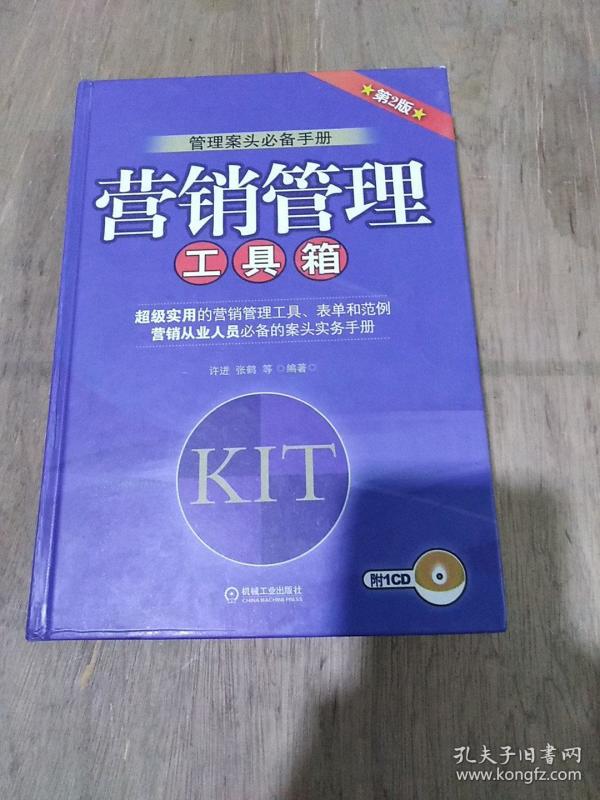 第2版
管理案头必备手册
营销管理
工具箱
超级实用的营销管理工具、表单和范例
营销从业人员必备的案头实务手册
许进 张鹤 等◇编著◇
KIT
附1CD
机械工业出版社
CHINA MACHINE PRESS
孔夫子旧书网
www.kongfz.com